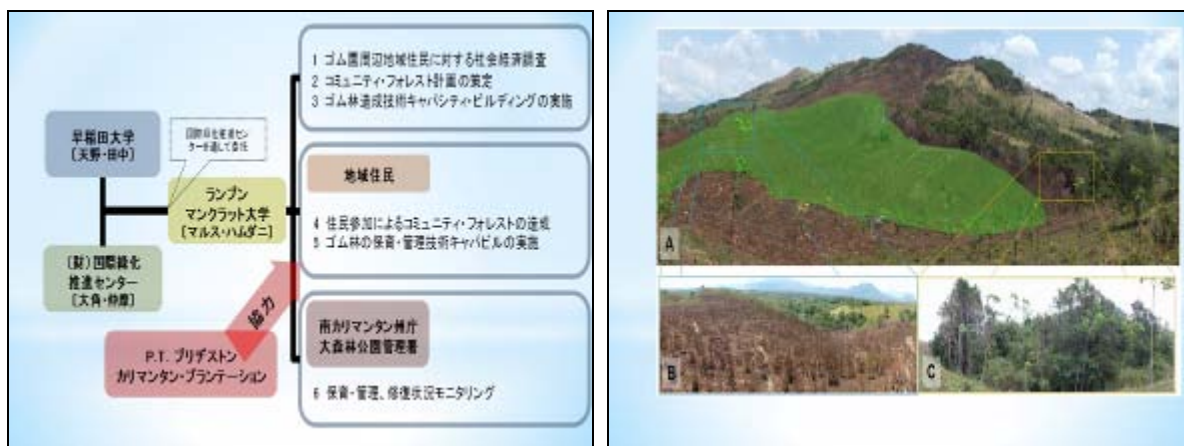 1 ゴム園周辺地域住民に対する社会経済調査
2 コミュニティ・フォレスト計画の策定
3 ゴム林造成技術キャパシティ・ビルディングの実施
早稲田大学
〔天野・田中〕
国際緑化推進セン
ターを通して委託
ランブン
マンクラット大学
〔マルス・ハムダニ〕
地域住民
4 住民参加によるコミュニティ・フォレストの造成
5 ゴム林の保育・管理技術キャパビルの実施
(財)国際緑化
推進センター
〔大角・仲摩〕
協力
P.T. ブリヂストン
カリマンタン・プランテーション
南カリマンタン州庁
大森林公園管理署
6 保育・管理、修復状況モニタリング
A
B
C